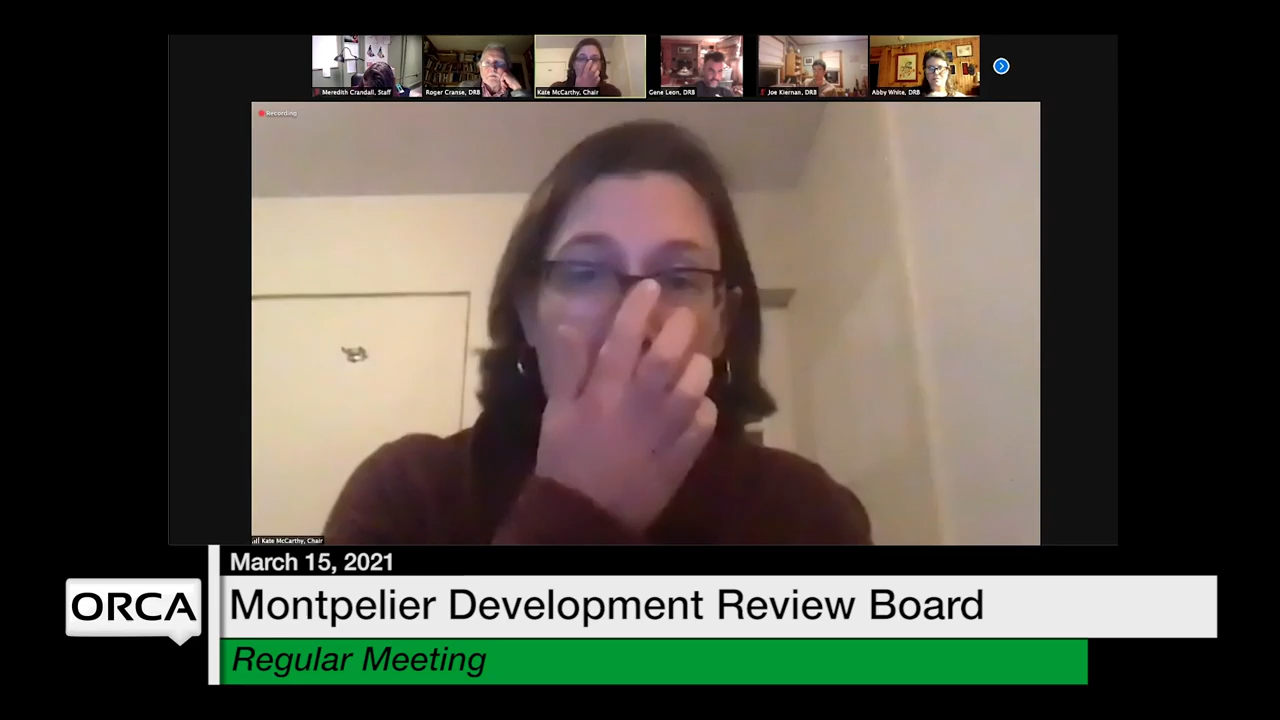 Meredith Crandall, Staff
Roger Cranse, DRB
Kate McCarthy, Chair
Gene Leon, DRB
Joe Kiernan, DRB
Abby White, DRB
Recording
Kate McCarthy, Chair
March 15, 2021
ORCA
Montpelier Development Review Board
Regular Meeting